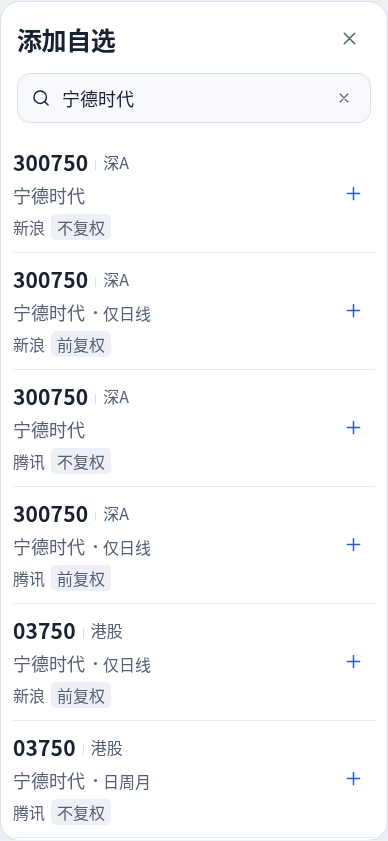 添加自选
宁德时代
300750 深A
宁德时代
新浪 不复权
300750 深A
宁德时代 · 仅日线
新浪 前复权
300750 深A
宁德时代
腾讯 不复权
300750 深A
宁德时代 · 仅日线
腾讯 前复权
03750 港股
宁德时代 · 仅日线
新浪 前复权
03750 港股
宁德时代 · 日周月
腾讯 不复权